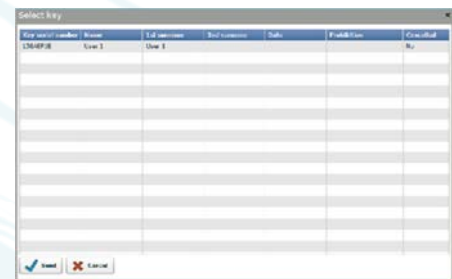 Select key
Key serial number Name 1st surname 2nd surname Date Prohibition Cancelled
User 1 User 1 No
Send Cancel